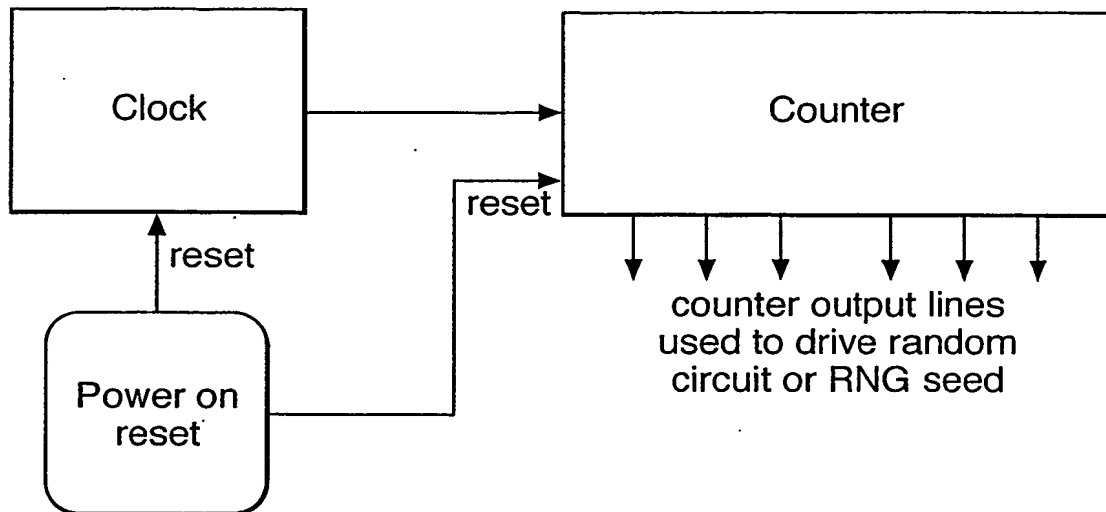 Clock
Counter
reset
reset
Power on
reset
counter output lines
used to drive random
circuit or RNG seed